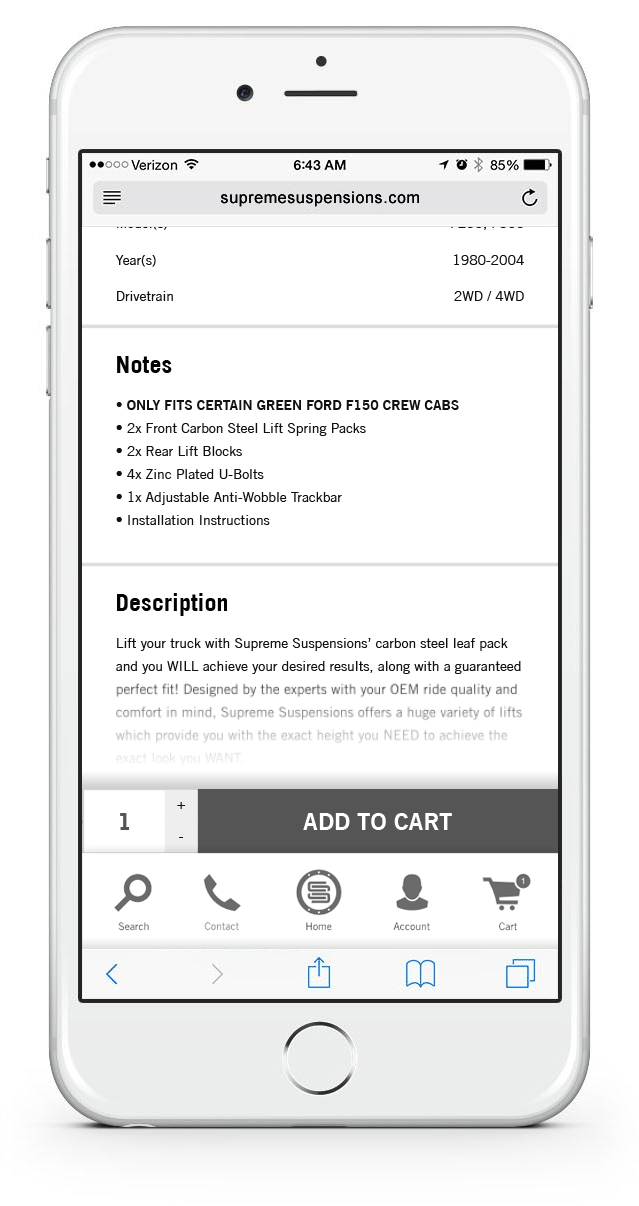 Verizon 6:43 AM 85%
supremesuspensions.com
Year(s) 1980-2004
Drivetrain 2WD / 4WD
Notes
• ONLY FITS CERTAIN GREEN FORD F150 CREW CABS
• 2x Front Carbon Steel Lift Spring Packs
• 2x Rear Lift Blocks
• 4x Zinc Plated U-Bolts
• 1x Adjustable Anti-Wobble Trackbar
• Installation Instructions
Description
Lift your truck with Supreme Suspensions’ carbon steel leaf pack
and you WILL achieve your desired results, along with a guaranteed
perfect fit! Designed by the experts with your OEM ride quality and
comfort in mind, Supreme Suspensions offers a huge variety of lifts
which provide you with the exact height you NEED to achieve the
exact look you WANT.
1 + - ADD TO CART
1
Search Contact Home Account Cart